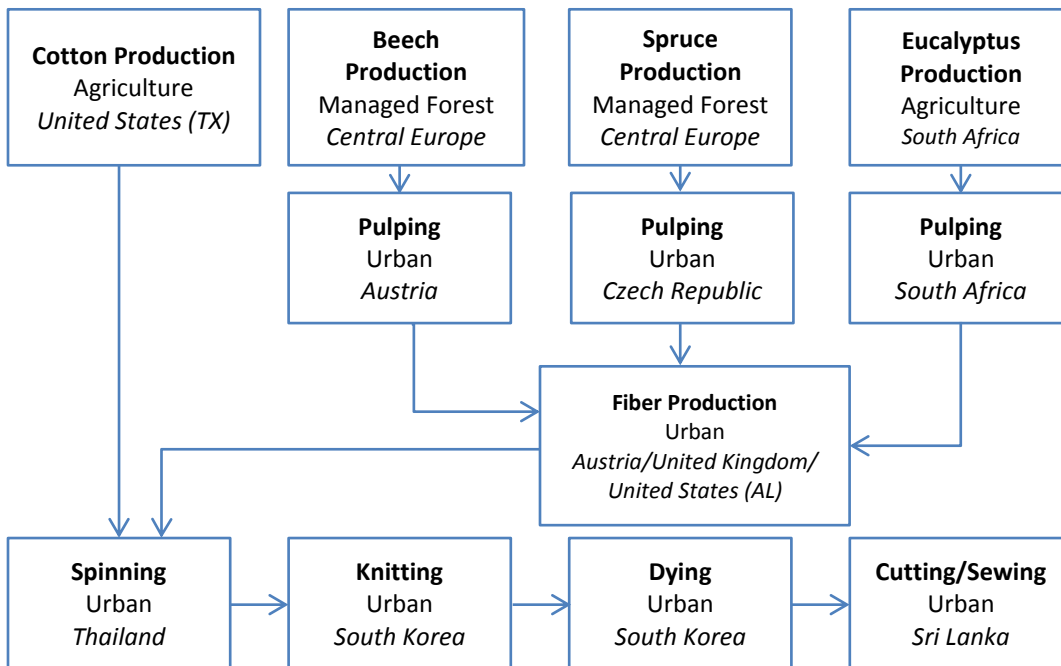 Cotton Production
Agriculture
United States (TX)
Beech
Production
Managed Forest
Central Europe
Spruce
Production
Managed Forest
Central Europe
Eucalyptus
Production
Agriculture
South Africa
Pulping
Urban
Austria
Pulping
Urban
Czech Republic
Pulping
Urban
South Africa
Fiber Production
Urban
Austria/United Kingdom/
United States (AL)
Spinning
Urban
Thailand
Knitting
Urban
South Korea
Dying
Urban
South Korea
Cutting/Sewing
Urban
Sri Lanka